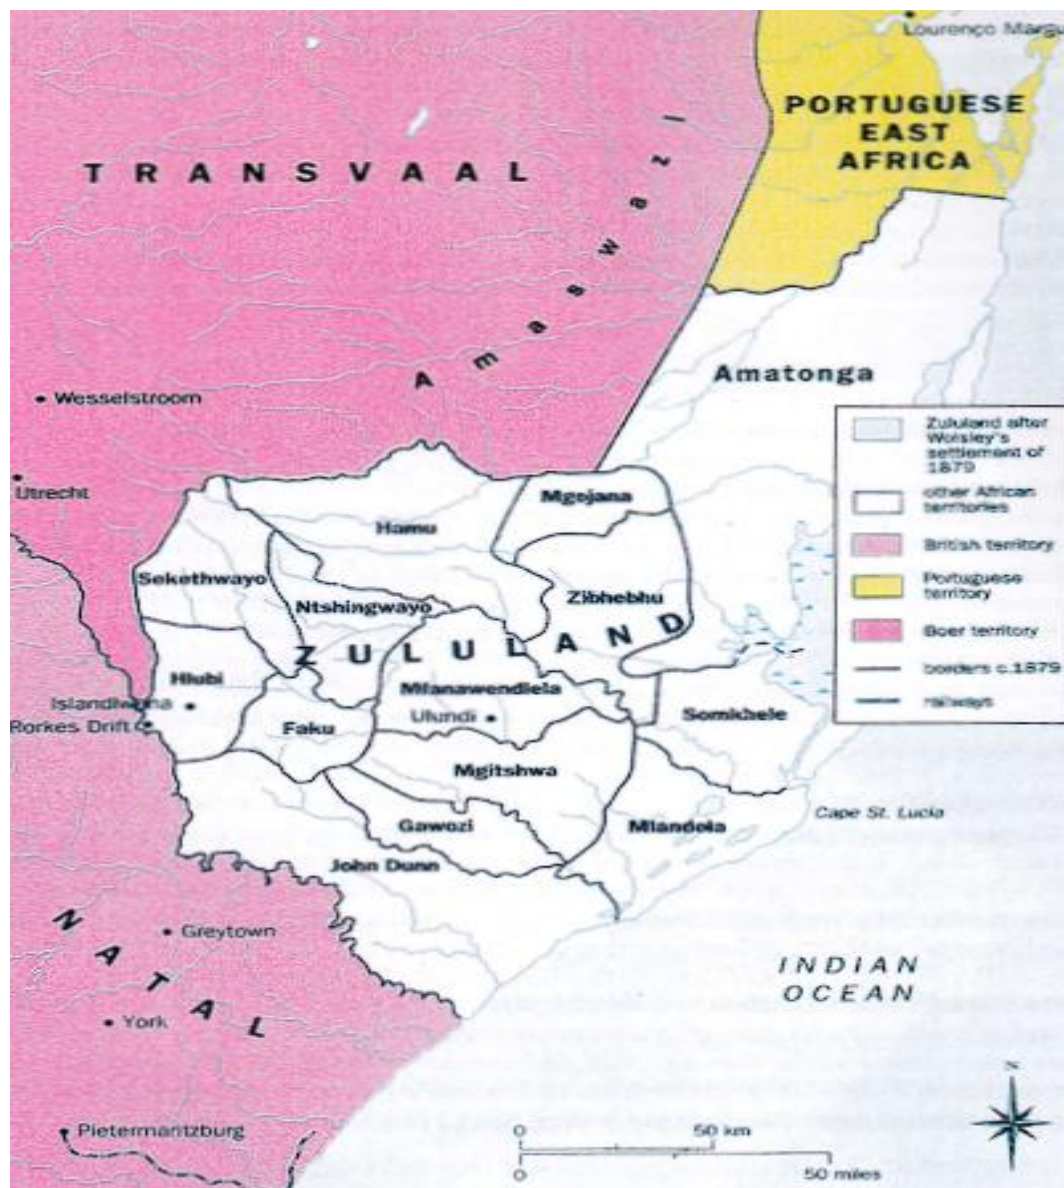 Lourenço Marqu
PORTUGUESE
EAST
AFRICA
TRANSVAAL
Amaswazi
Amatonga
Wesselstroom
Utrecht
Zululand after
Wolsley's
settlement of
1879
other African
territories
British territory
Portuguese
territory
Boer territory
borders c.1879
railways
Mgojana
Hamu
Sekethwayo
Ntshingwayo
Zibhebhu
ZULULAND
Hlubi
Mlanawendlela
Islandlwana
Ulundi
Somkhele
Rorkes Drift
Faku
Mgitshwa
Gawozi
Mlandela
Cape St. Lucia
John Dunn
NATAL
Greytown
INDIAN
OCEAN
York
Pietermaritzburg
N
0 50 km
0 50 miles